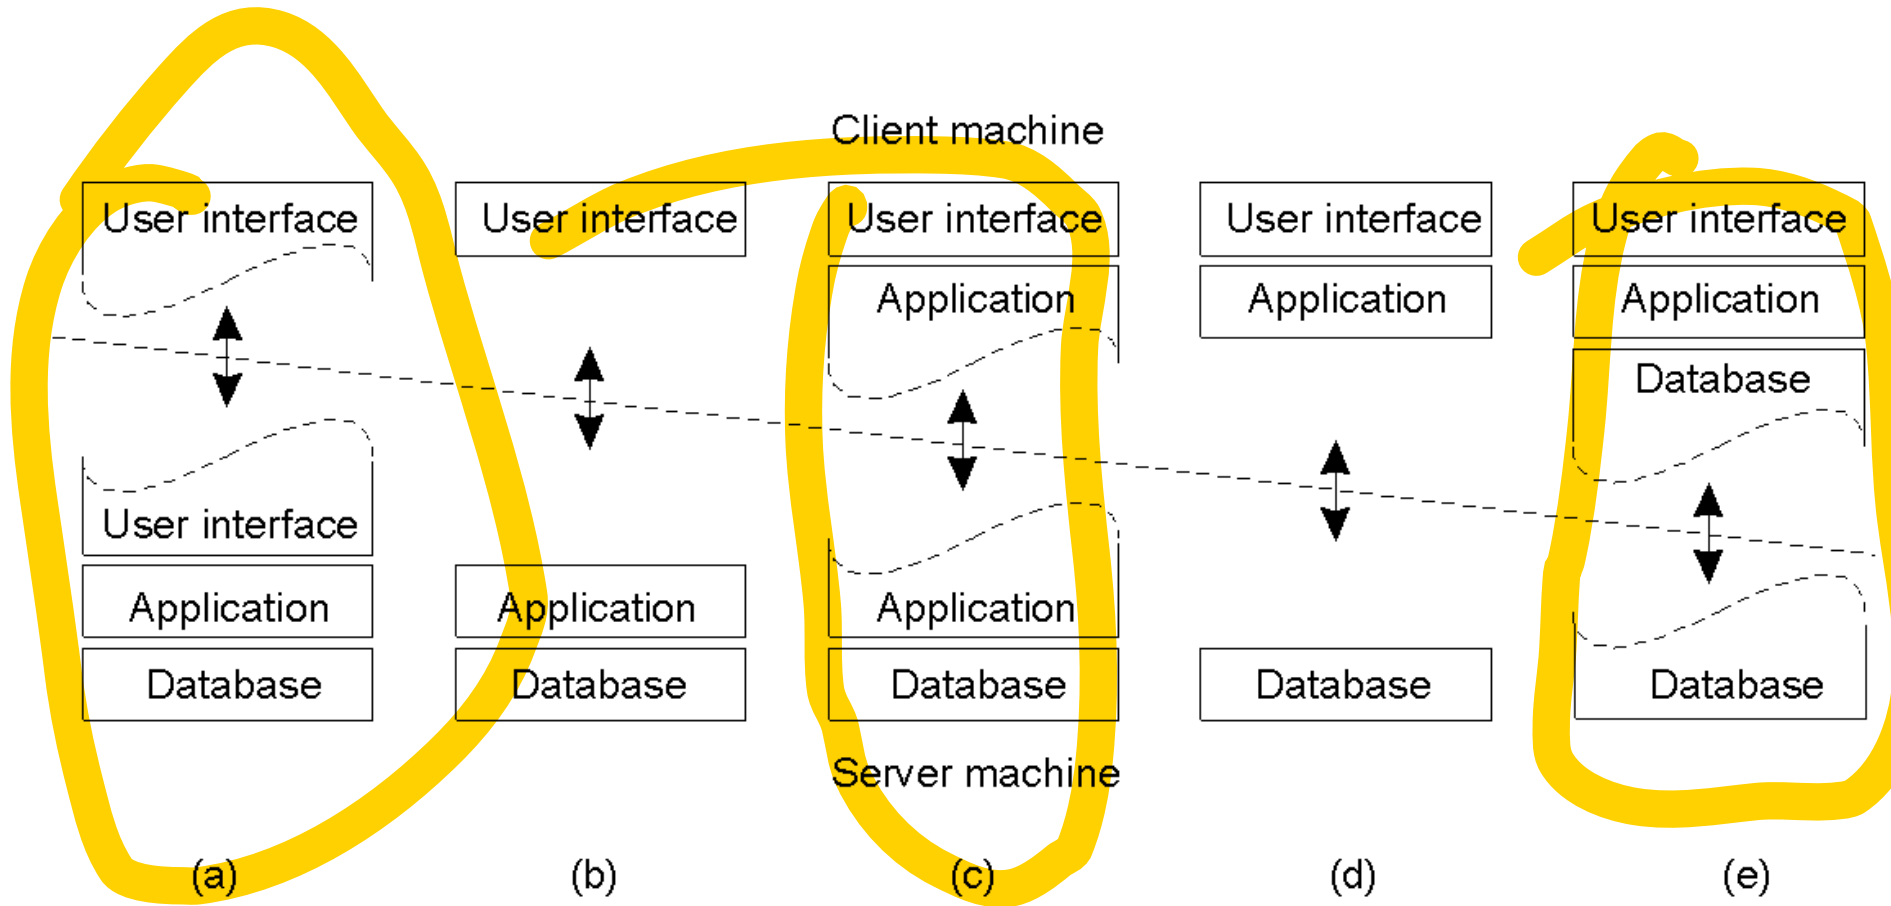 Client machine
User interface User interface User interface User interface User interface
Application Application Application
Database
User interface
Application Application Application
Database Database Database Database Database
Server machine
(a) (b) (c) (d) (e)